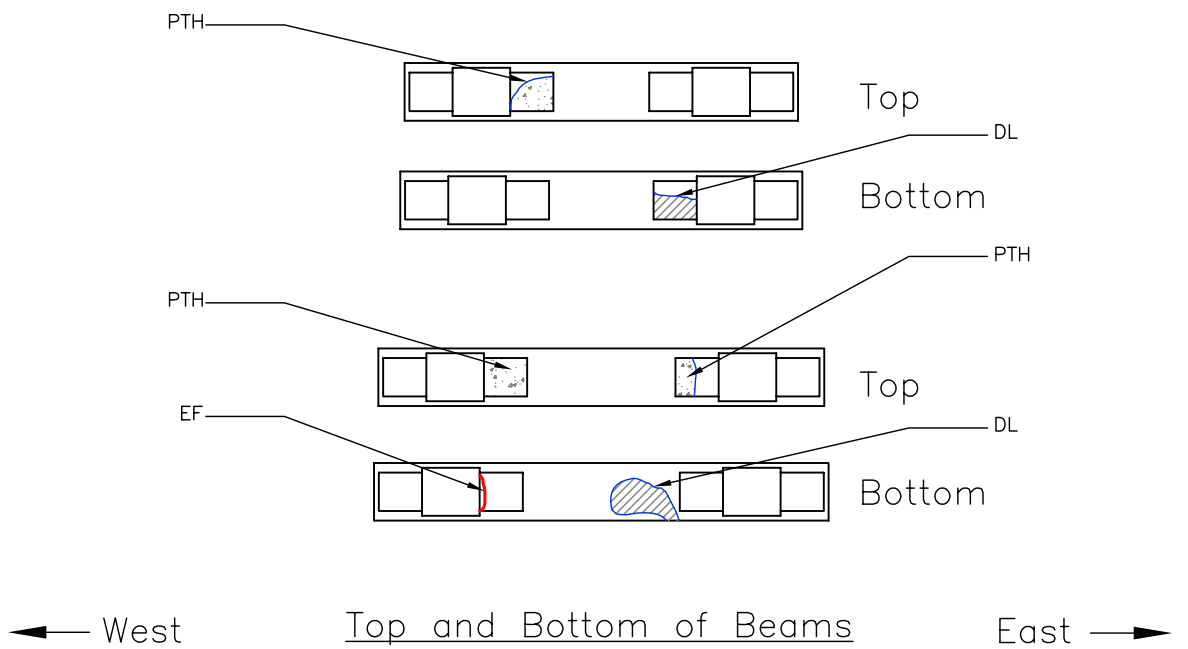 PTH
Top
DL
Bottom
PTH
PTH
Top
EF
DL
Bottom
West
Top and Bottom of Beams
East